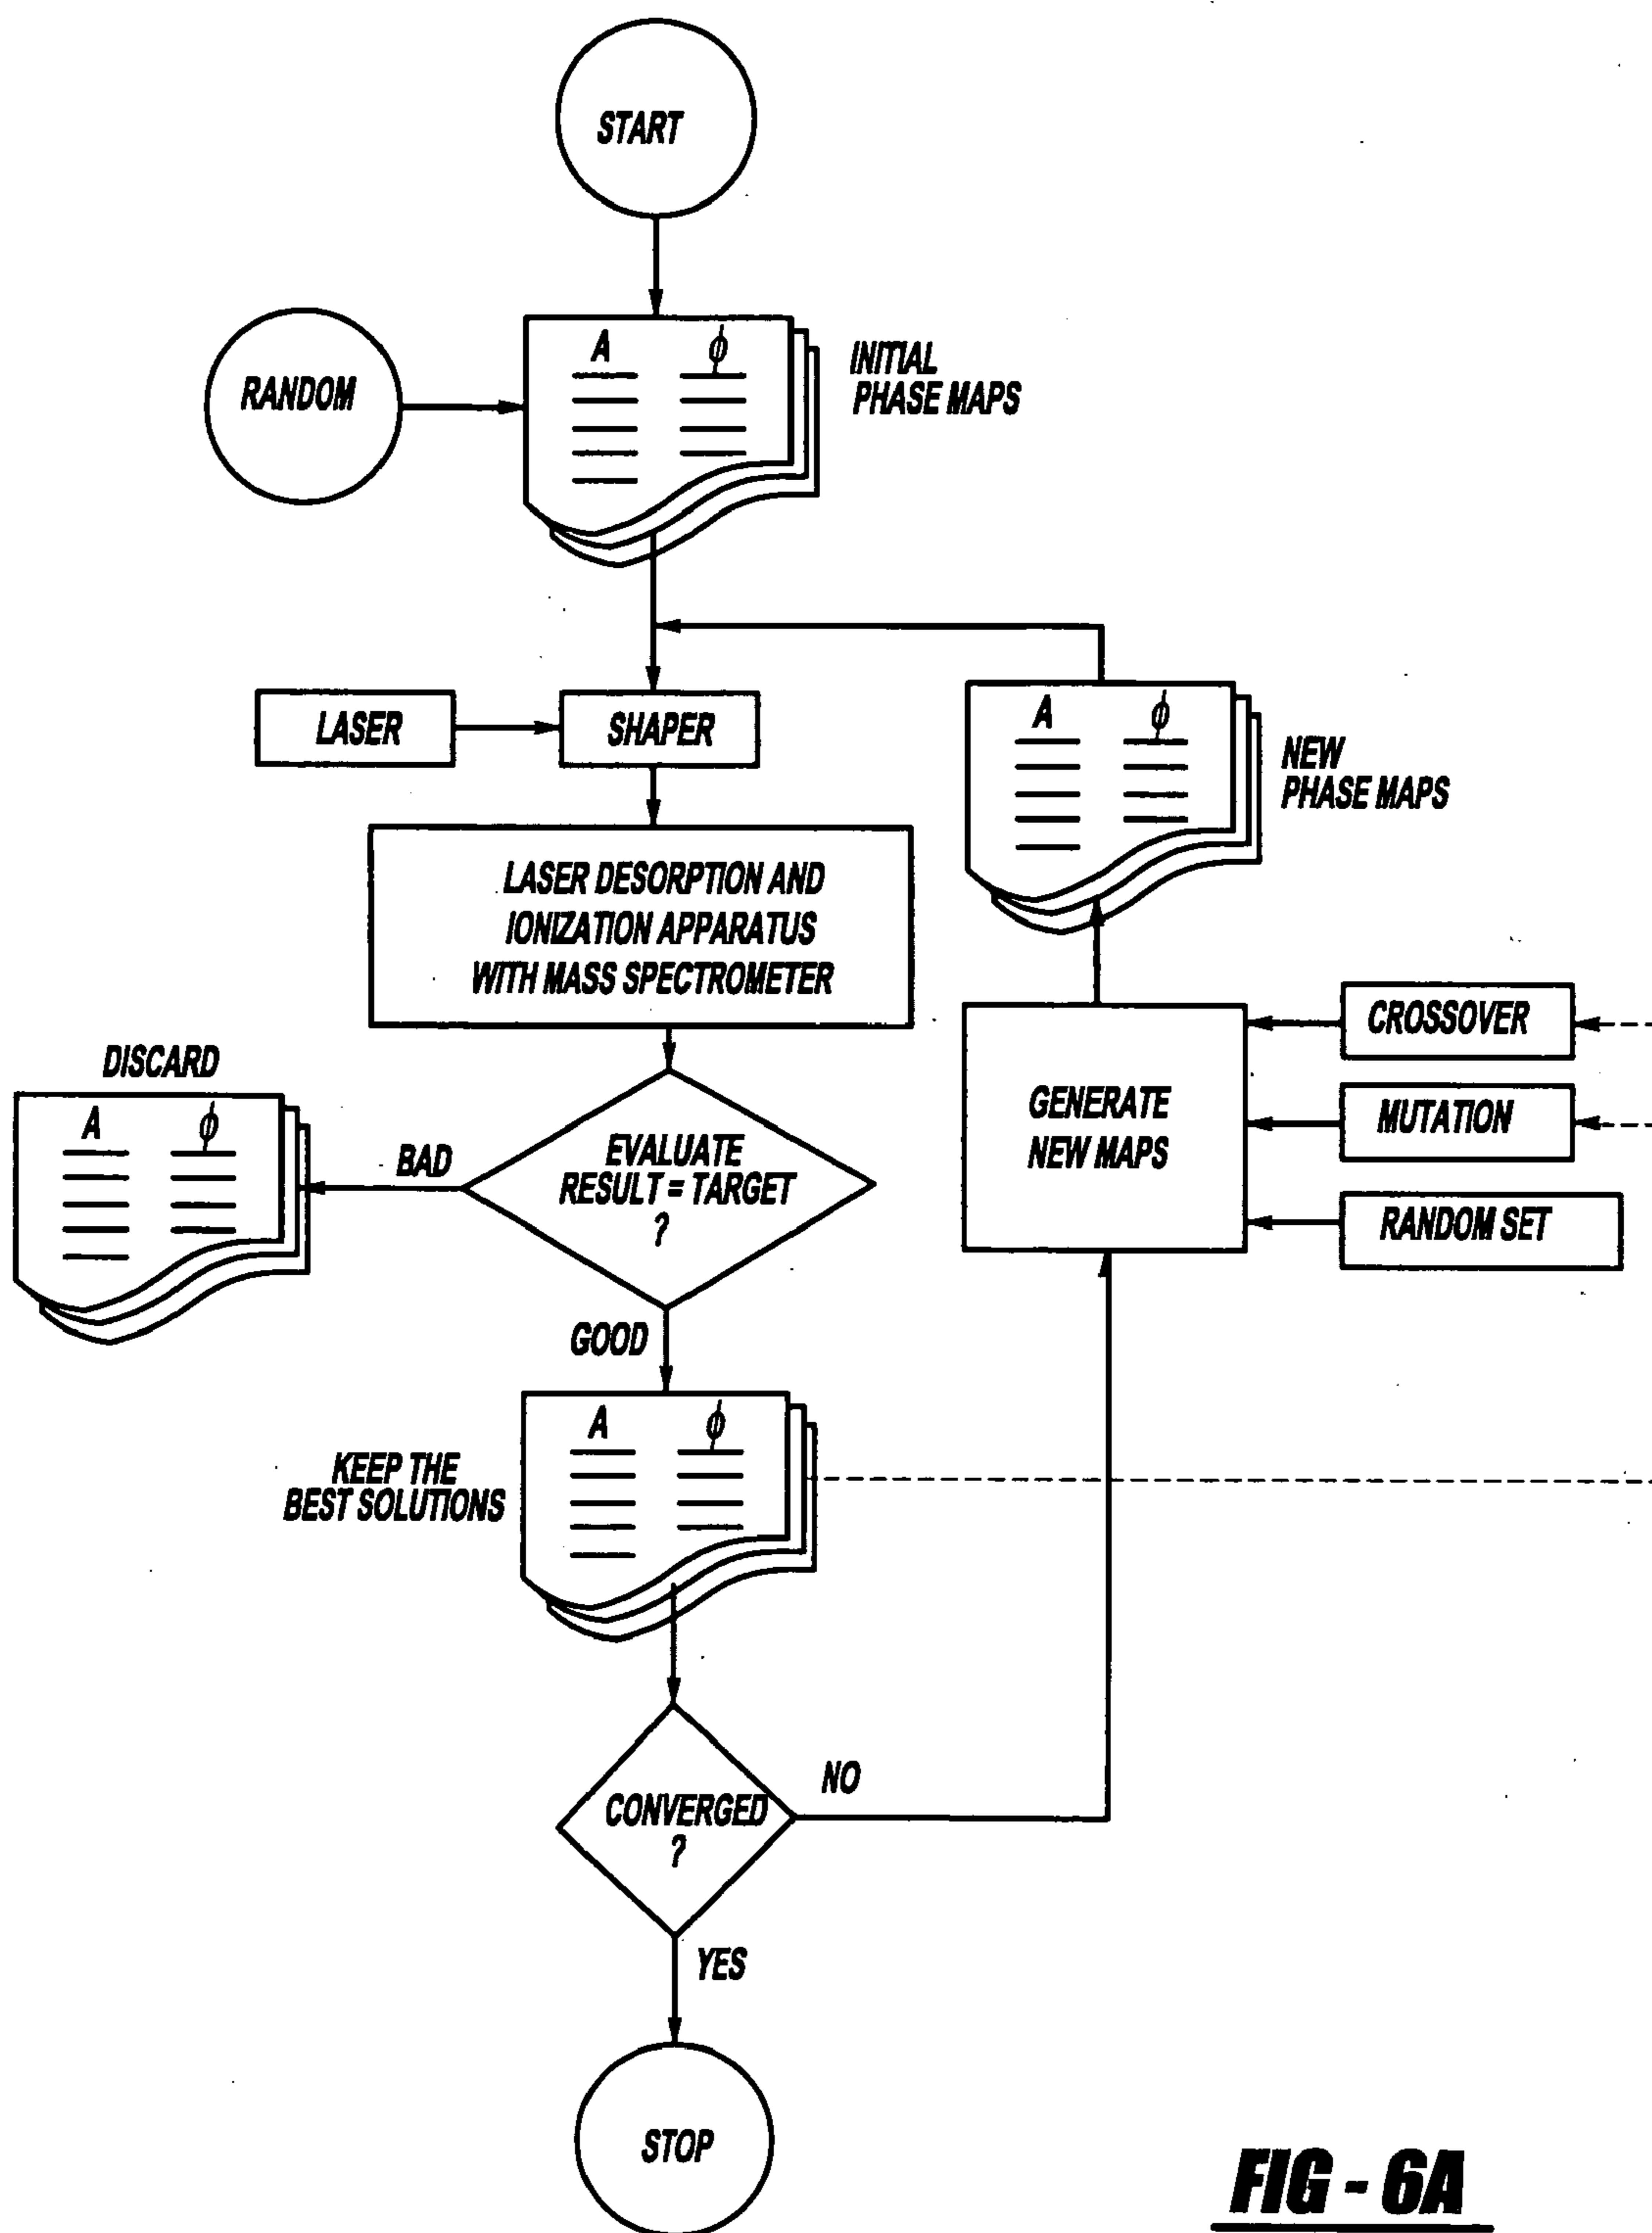 START
RANDOM
A φ
INITIAL
PHASE MAPS
LASER
SHAPER
A φ
NEW
PHASE MAPS
LASER DESORPTION AND
IONIZATION APPARATUS
WITH MASS SPECTROMETER
CROSSOVER
MUTATION
RANDOM SET
GENERATE
NEW MAPS
DISCARD
A φ
BAD
EVALUATE
RESULT = TARGET
?
GOOD
A φ
KEEP THE
BEST SOLUTIONS
CONVERGED
?
NO
YES
STOP
FIG - 6A